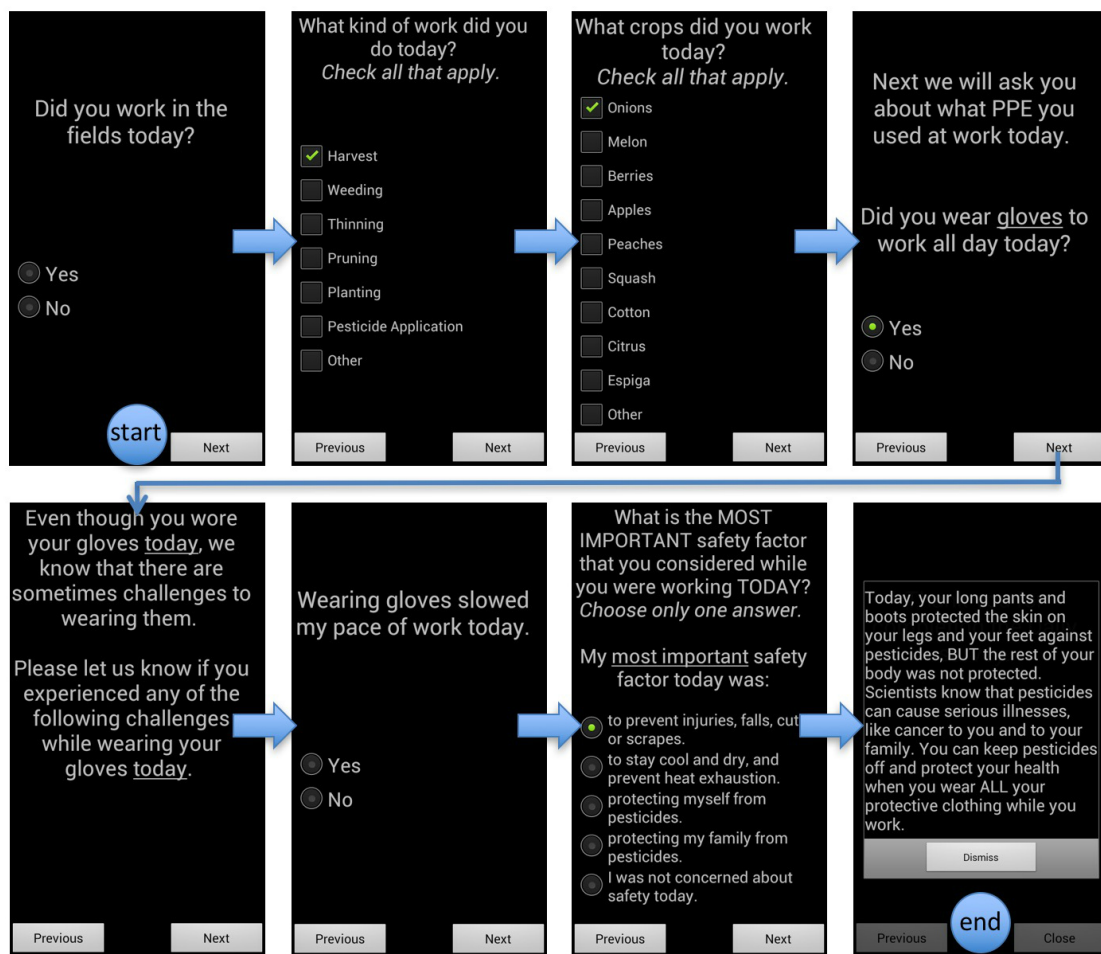 Did you work in the
fields today?
Yes
No
start
Next
What kind of work did you
do today?
Check all that apply.
Harvest
Weeding
Thinning
Pruning
Planting
Pesticide Application
Other
Previous
Next
What crops did you work
today?
Check all that apply.
Onions
Melon
Berries
Apples
Peaches
Squash
Cotton
Citrus
Espiga
Other
Previous
Next
Next we will ask you
about what PPE you
used at work today.
Did you wear gloves to
work all day today?
Yes
No
Previous
Next
Even though you wore
your gloves today, we
know that there are
sometimes challenges to
wearing them.
Please let us know if you
experienced any of the
following challenges
while wearing your
gloves today.
Previous
Next
Wearing gloves slowed
my pace of work today.
Yes
No
Previous
Next
What is the MOST
IMPORTANT safety factor
that you considered while
you were working TODAY?
Choose only one answer.
My most important safety
factor today was:
to prevent injuries, falls, cut
or scrapes.
to stay cool and dry, and
prevent heat exhaustion.
protecting myself from
pesticides.
protecting my family from
pesticides.
I was not concerned about
safety today.
Previous
Next
Today, your long pants and
boots protected the skin on
your legs and your feet against
pesticides, BUT the rest of your
body was not protected.
Scientists know that pesticides
can cause serious illnesses,
like cancer to you and to your
family. You can keep pesticides
off and protect your health
when you wear ALL your
protective clothing while you
work.
Dismiss
Previous
end
Close